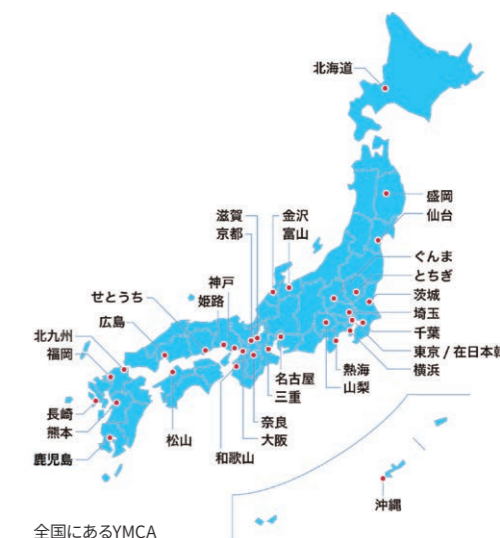 北海道
盛岡
仙台
滋賀
金沢
京都
富山
ぐんま
とちぎ
神戸
せとうち
姫路
茨城
広島
埼玉
北九州
千葉
福岡
東京 / 在日本韓
熱海
横浜
名古屋
山梨
三重
長崎
奈良
熊本
松山
大阪
和歌山
鹿児島
沖縄
全国にあるYMCA